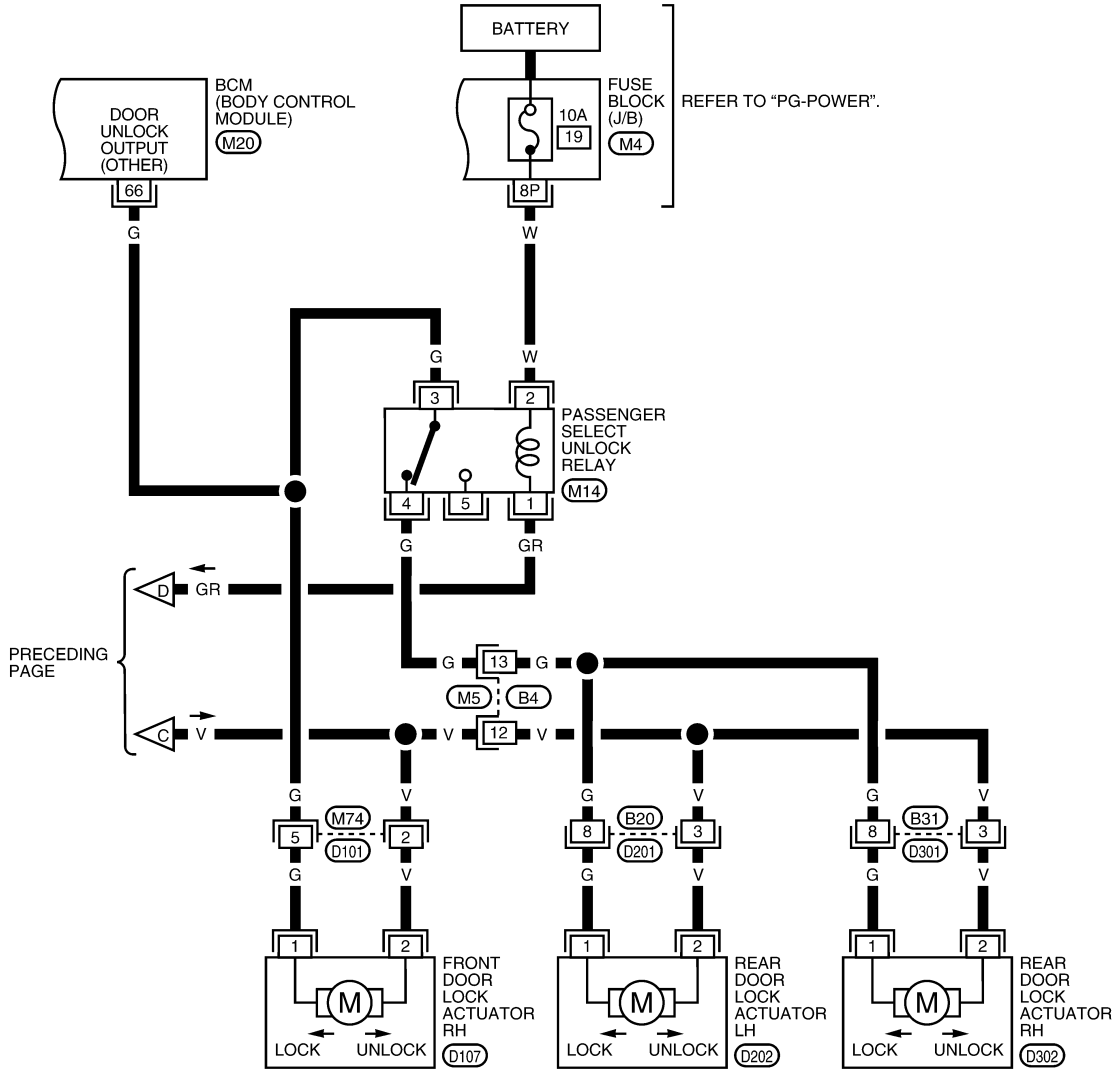 BATTERY
BCM
(BODY CONTROL
MODULE)
M20
DOOR
UNLOCK
OUTPUT
(OTHER)
66
FUSE
BLOCK
(J/B)
M4
10A
19
8P
REFER TO “PG-POWER”.
G
W
G
W
3
2
PASSENGER
SELECT
UNLOCK
RELAY
M14
4
5
1
G
GR
D
GR
PRECEDING
PAGE
G
13
G
M5
B4
C
V
V
12
V
G
V
G
V
G
V
5
M74
D101
2
8
B20
D201
3
8
B31
D301
3
G
V
G
V
G
V
1
2
1
2
1
2
FRONT
DOOR
LOCK
ACTUATOR
RH
D107
M
LOCK
UNLOCK
REAR
DOOR
LOCK
ACTUATOR
LH
D202
M
LOCK
UNLOCK
REAR
DOOR
LOCK
ACTUATOR
RH
D302
M
LOCK
UNLOCK